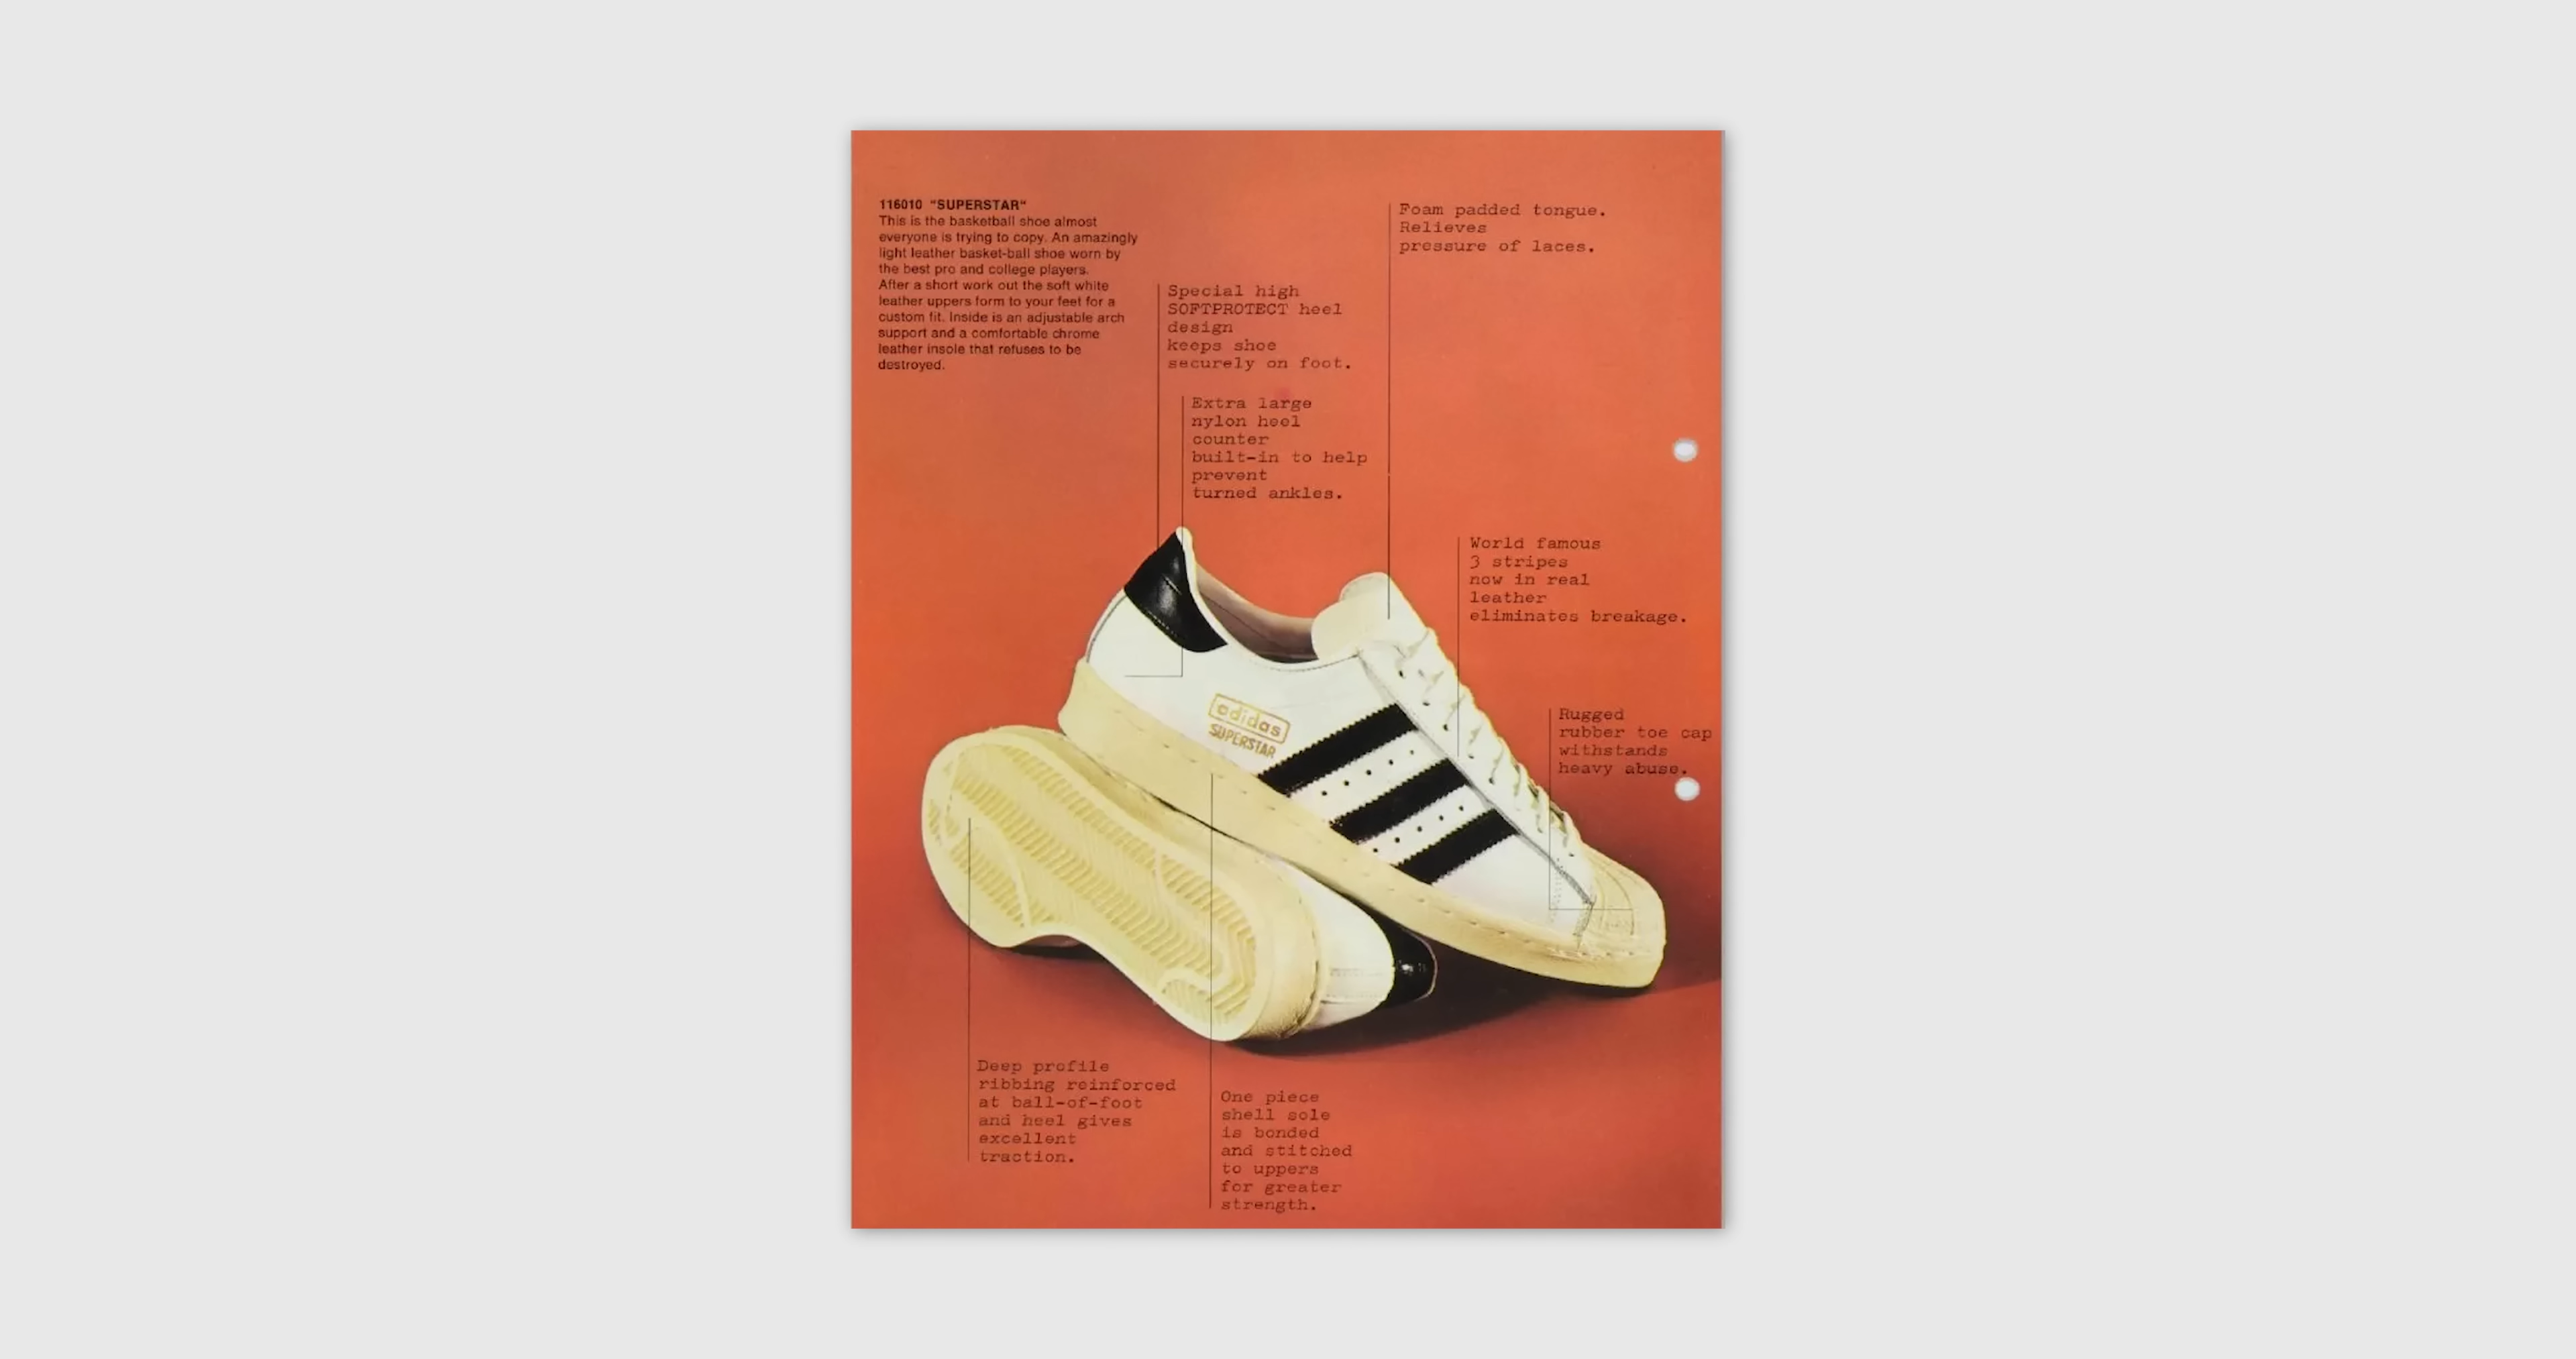 116010 "SUPERSTAR"
This is the basketball shoe almost
everyone is trying to copy. An amazingly
light leather basket-ball shoe worn by
the best pro and college players.
After a short work out the soft white
leather uppers form to your feet for a
custom fit. Inside is an adjustable arch
support and a comfortable chrome
leather insole that refuses to be
destroyed.
Foam padded tongue.
Relieves
pressure of laces.
Special high
SOFTPROTECT heel
design
keeps shoe
securely on foot.
Extra large
nylon heel
counter
built-in to help
prevent
turned ankles.
World famous
3 stripes
now in real
leather
eliminates breakage.
Rugged
rubber toe cap
withstands
heavy abuse.
adidas
SUPERSTAR
Deep profile
ribbing reinforced
at ball-of-foot
and heel gives
excellent
traction.
One piece
shell sole
is bonded
and stitched
to uppers
for greater
strength.